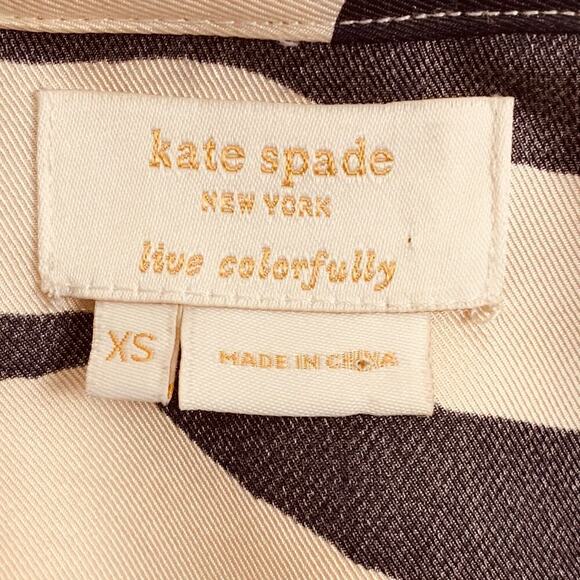 kate spade
NEW YORK
live colorfully
XS
MADE IN CHINA